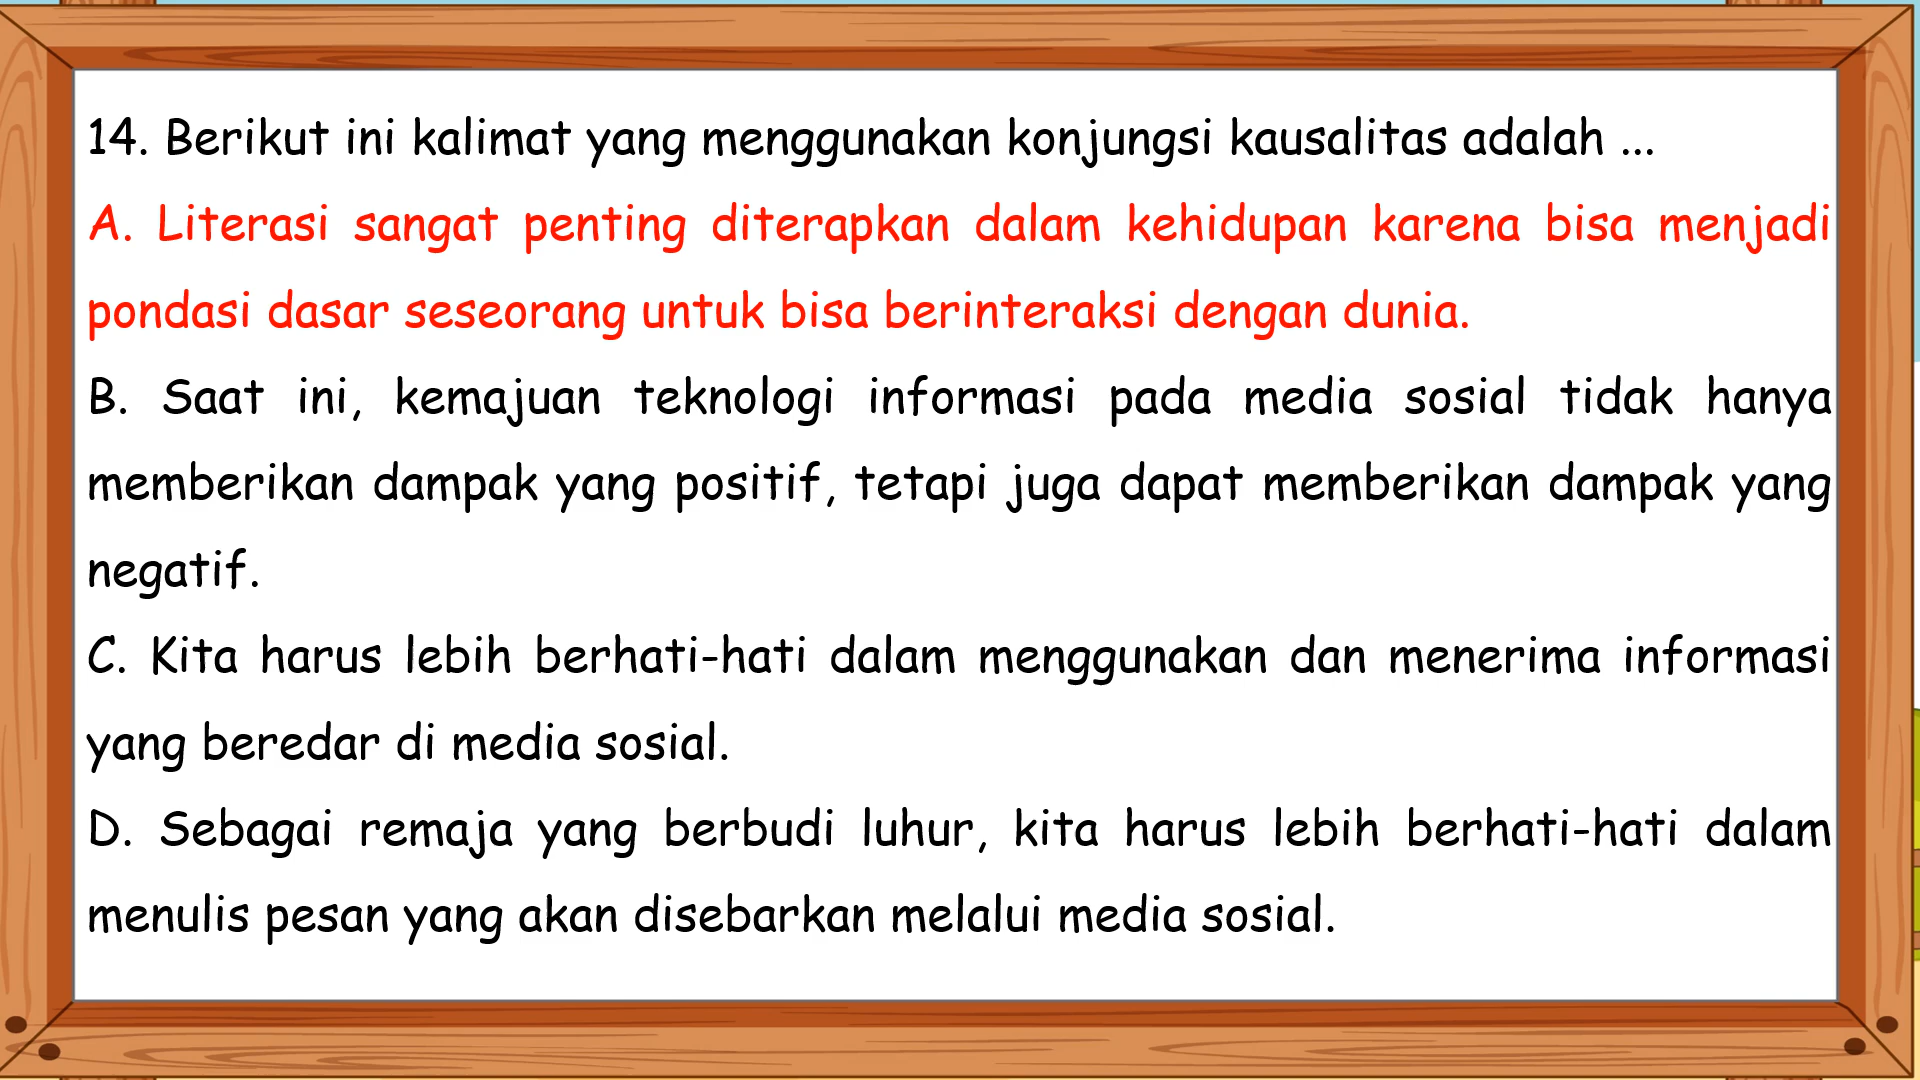 14. Berikut ini kalimat yang menggunakan konjungsi kausalitas adalah ...
A. Literasi sangat penting diterapkan dalam kehidupan karena bisa menjadi
pondasi dasar seseorang untuk bisa berinteraksi dengan dunia.
B. Saat ini, kemajuan teknologi informasi pada media sosial tidak hanya
memberikan dampak yang positif, tetapi juga dapat memberikan dampak yang
negatif.
C. Kita harus lebih berhati-hati dalam menggunakan dan menerima informasi
yang beredar di media sosial.
D. Sebagai remaja yang berbudi luhur, kita harus lebih berhati-hati dalam
menulis pesan yang akan disebarkan melalui media sosial.